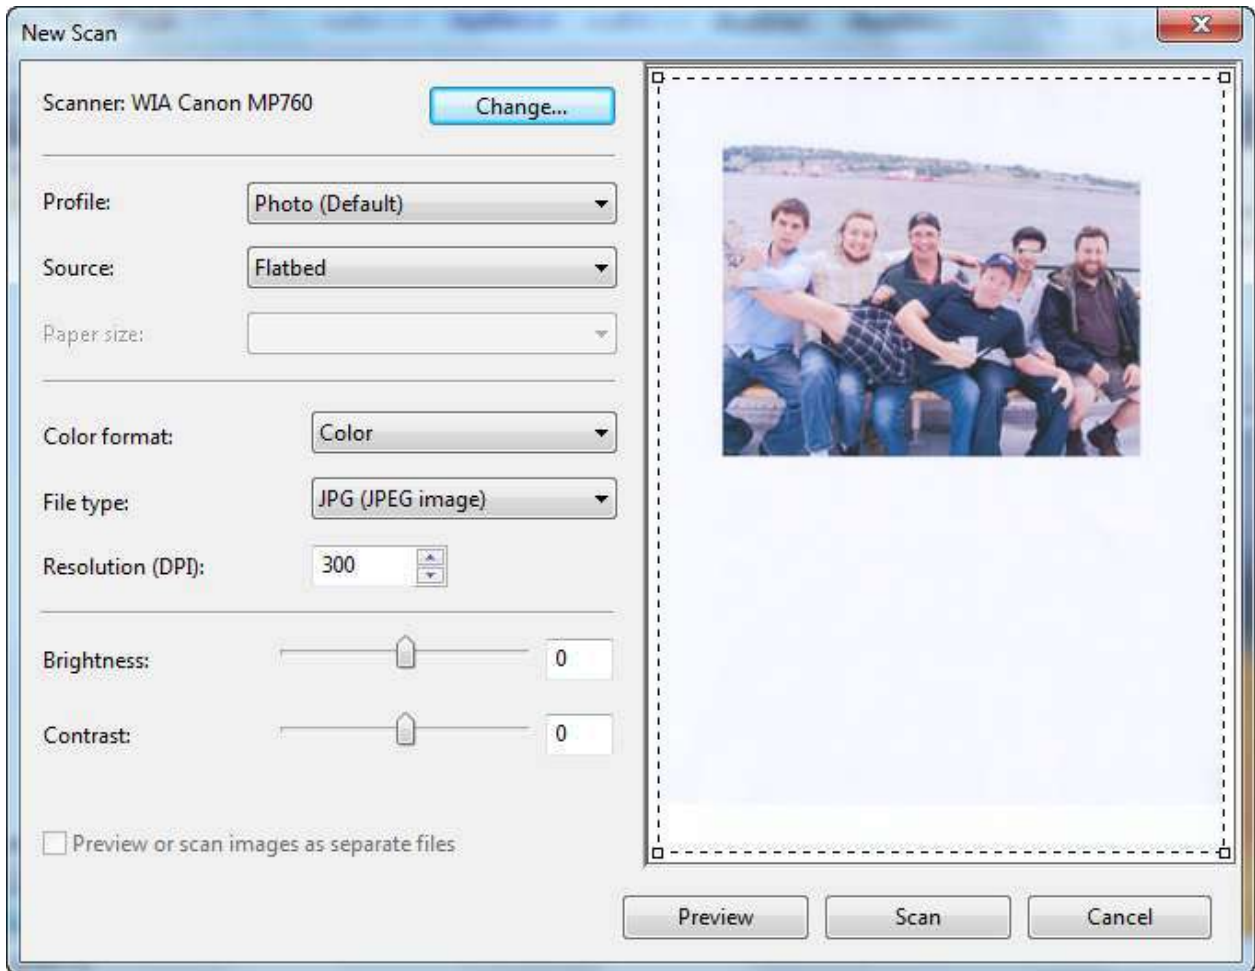 New Scan
Scanner: WIA Canon MP760
Change...
Profile:
Photo (Default)
Source:
Flatbed
Paper size:
Color format:
Color
File type:
JPG (JPEG image)
Resolution (DPI):
300
Brightness:
0
Contrast:
0
Preview or scan images as separate files
Preview
Scan
Cancel